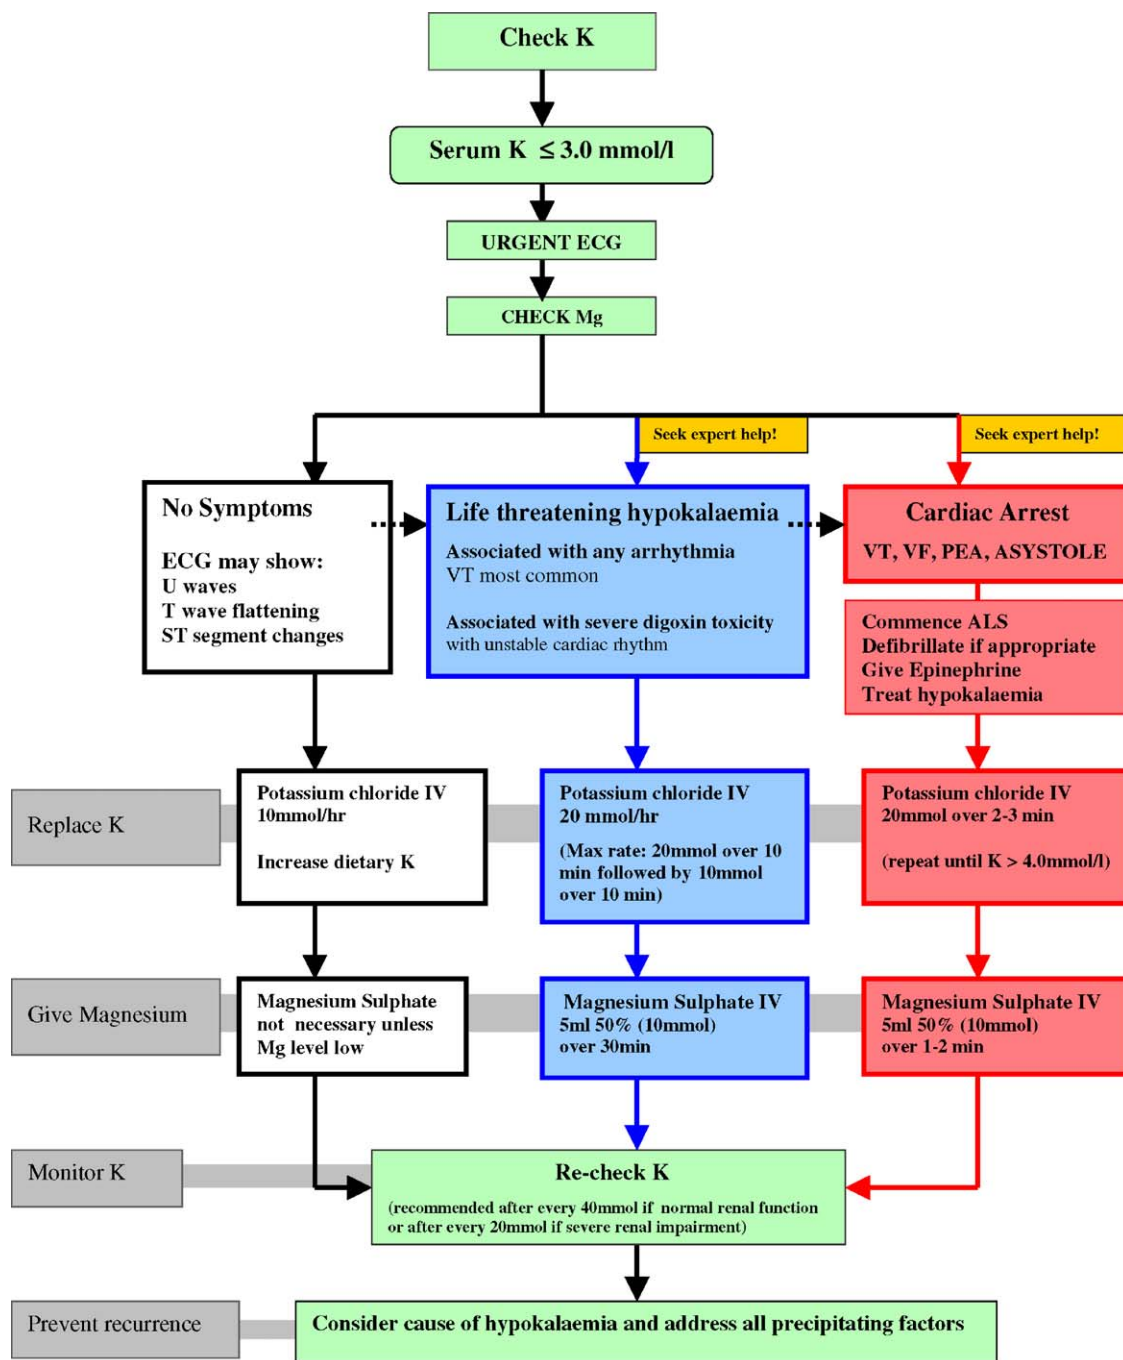 Check K
Serum K ≤ 3.0 mmol/l
URGENT ECG
CHECK Mg
Seek expert help!
Seek expert help!
No Symptoms
ECG may show:
U waves
T wave flattening
ST segment changes
Life threatening hypokalaemia
Associated with any arrhythmia
VT most common
Associated with severe digoxin toxicity
with unstable cardiac rhythm
Cardiac Arrest
VT, VF, PEA, ASYSTOLE
Commence ALS
Defibrillate if appropriate
Give Epinephrine
Treat hypokalaemia
Replace K
Potassium chloride IV
10mmol/hr
Increase dietary K
Potassium chloride IV
20 mmol/hr
(Max rate: 20mmol over 10
min followed by 10mmol
over 10 min)
Potassium chloride IV
20mmol over 2-3 min
(repeat until K > 4.0mmol/l)
Give Magnesium
Magnesium Sulphate
not necessary unless
Mg level low
Magnesium Sulphate IV
5ml 50% (10mmol)
over 30min
Magnesium Sulphate IV
5ml 50% (10mmol)
over 1-2 min
Monitor K
Re-check K
(recommended after every 40mmol if normal renal function
or after every 20mmol if severe renal impairment)
Prevent recurrence
Consider cause of hypokalaemia and address all precipitating factors